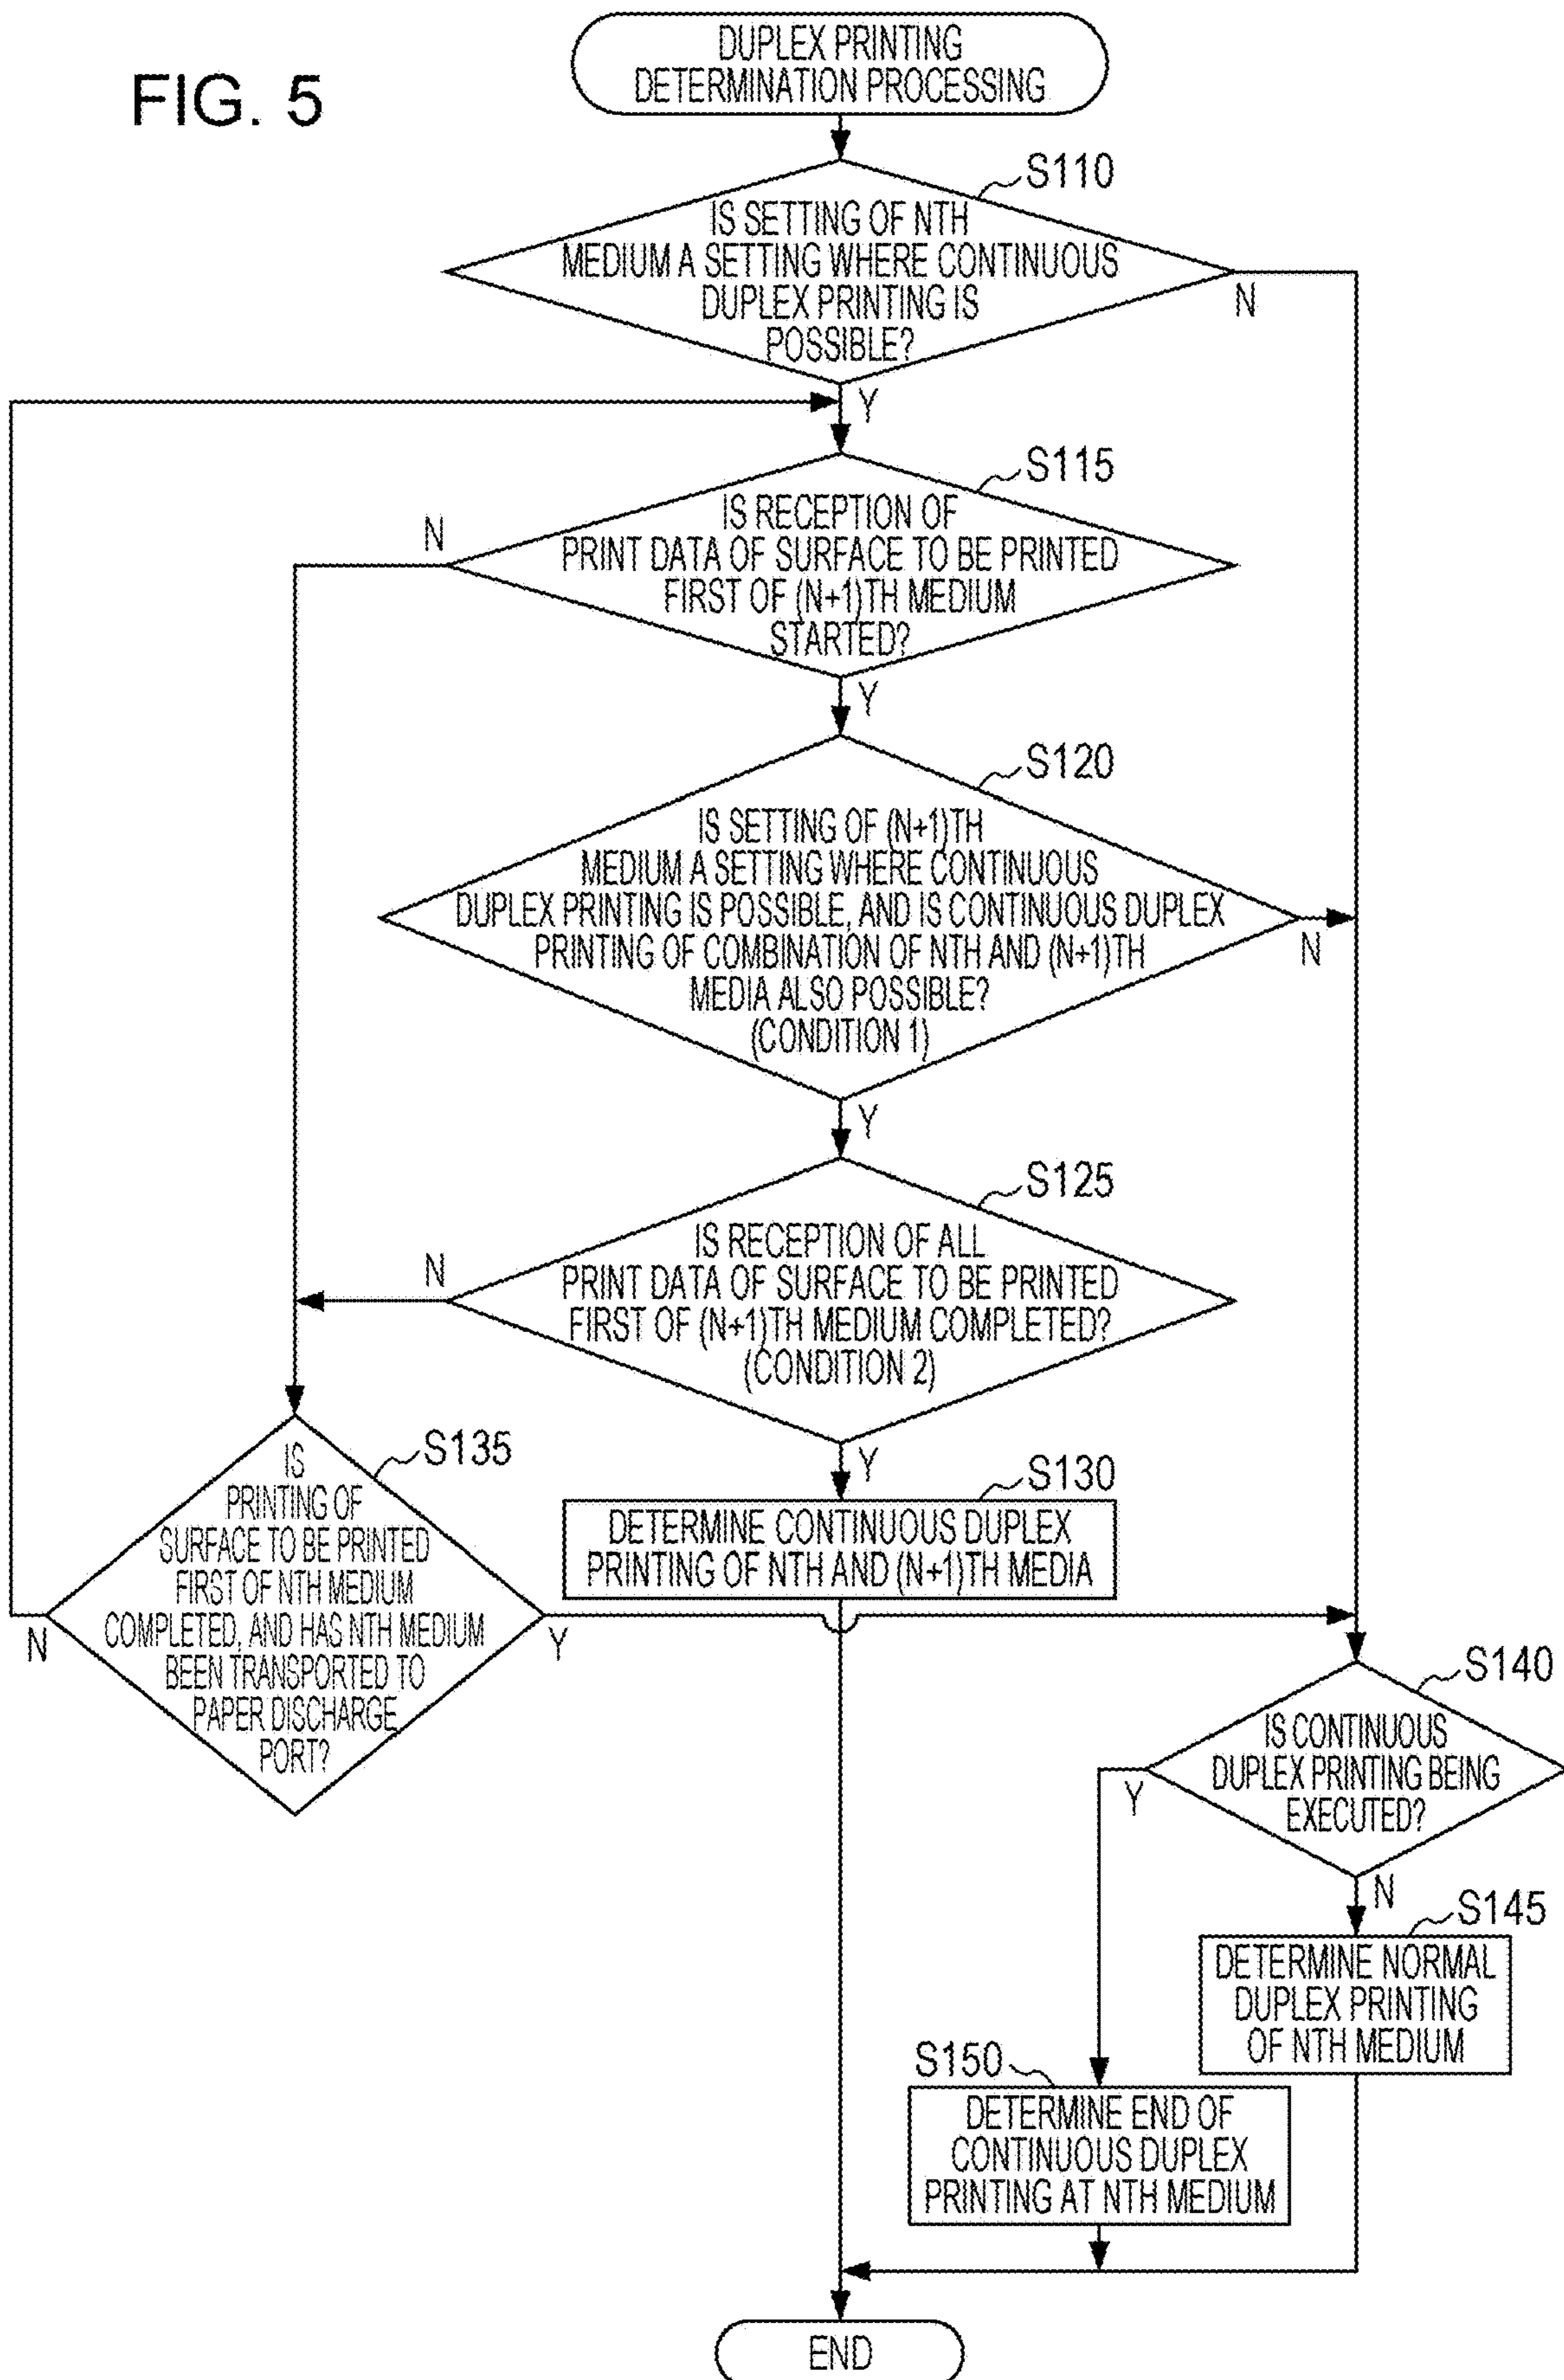 FIG. 5
DUPLEX PRINTING
DETERMINATION PROCESSING
S110
IS SETTING OF NTH
MEDIUM A SETTING WHERE CONTINUOUS
DUPLEX PRINTING IS
POSSIBLE?
N
Y
S115
IS RECEPTION OF
PRINT DATA OF SURFACE TO BE PRINTED
FIRST OF (N+1)TH MEDIUM
STARTED?
N
Y
S120
IS SETTING OF (N+1)TH
MEDIUM A SETTING WHERE CONTINUOUS
DUPLEX PRINTING IS POSSIBLE, AND IS CONTINUOUS DUPLEX
PRINTING OF COMBINATION OF NTH AND (N+1)TH
MEDIA ALSO POSSIBLE?
(CONDITION 1)
N
Y
S125
IS RECEPTION OF ALL
PRINT DATA OF SURFACE TO BE PRINTED
FIRST OF (N+1)TH MEDIUM COMPLETED?
(CONDITION 2)
N
Y
S135
IS
PRINTING OF
SURFACE TO BE PRINTED
FIRST OF NTH MEDIUM
COMPLETED, AND HAS NTH MEDIUM
BEEN TRANSPORTED TO
PAPER DISCHARGE
PORT?
N
Y
S130
DETERMINE CONTINUOUS DUPLEX
PRINTING OF NTH AND (N+1)TH MEDIA
S140
IS CONTINUOUS
DUPLEX PRINTING BEING
EXECUTED?
Y
N
S145
DETERMINE NORMAL
DUPLEX PRINTING
OF NTH MEDIUM
S150
DETERMINE END OF
CONTINUOUS DUPLEX
PRINTING AT NTH MEDIUM
END